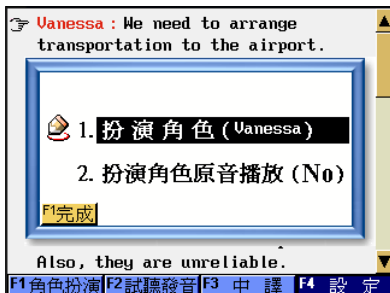 Vanessa : We need to arrange
transportation to the airport.
1. 扮演角色(Vanessa)
2. 扮演角色原音播放(No)
F1完成
Also, they are unreliable.
F1角色扮演 F2試聽發音 F3 中 譯 F4 設 定